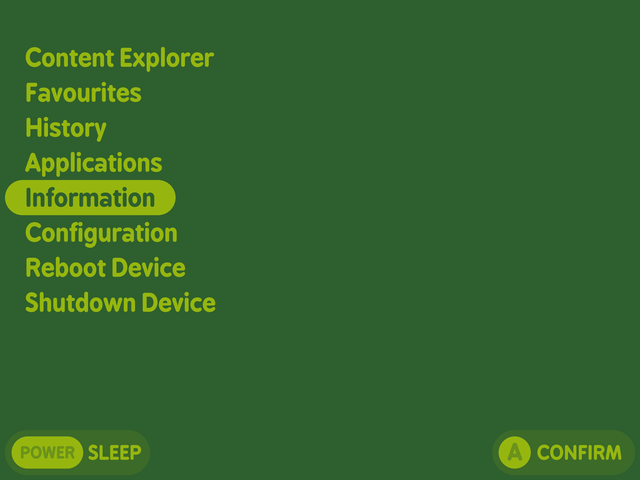 Content Explorer
Favourites
History
Applications
Information
Configuration
Reboot Device
Shutdown Device
POWER SLEEP
A CONFIRM